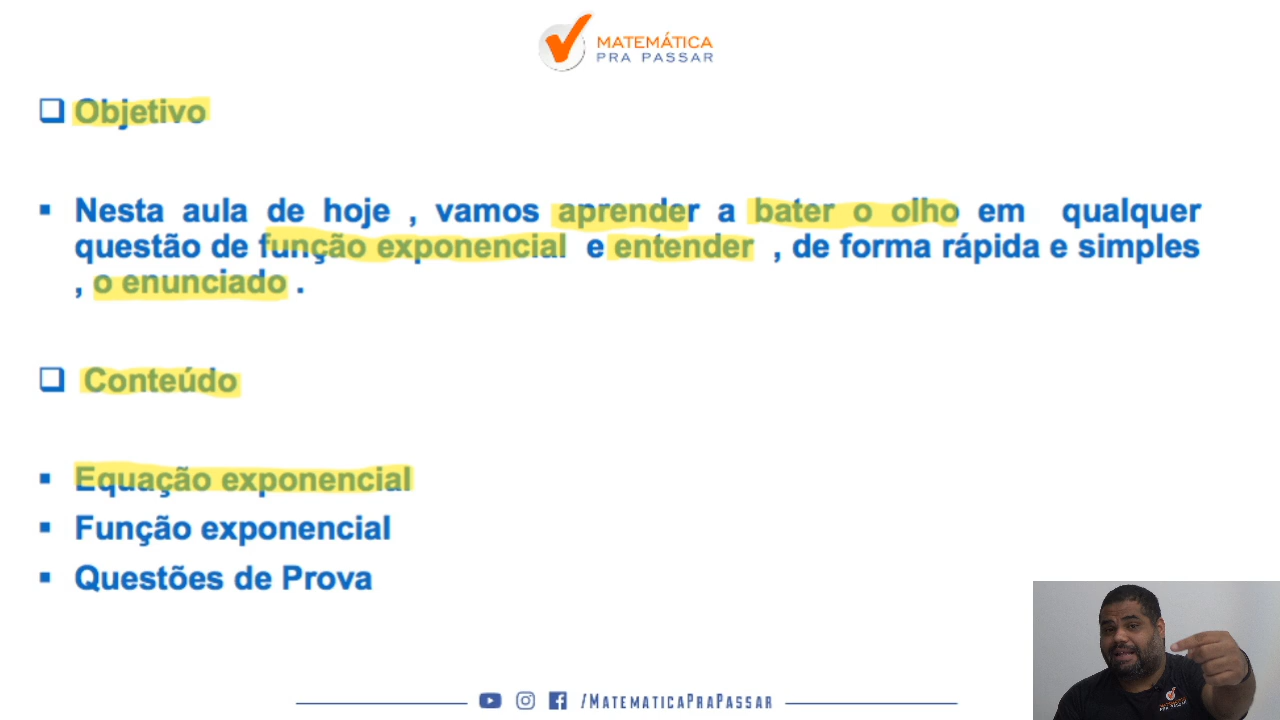 MATEMÁTICA
PRA PASSAR
Objetivo
Nesta aula de hoje , vamos aprender a bater o olho em qualquer
questão de função exponencial e entender , de forma rápida e simples
, o enunciado .
Conteúdo
Equação exponencial
Função exponencial
Questões de Prova
/MATEMATICAPRAPASSAR